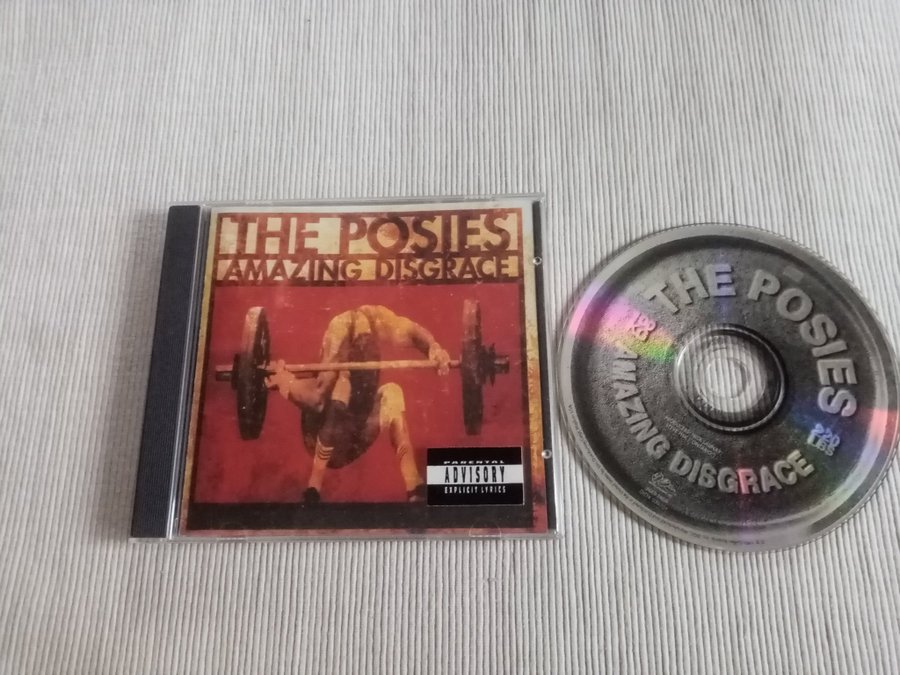 THE POSIES
AMAZING DISGRACE
PARENTAL
ADVISORY
EXPLICIT LYRICS
THE POSIES
220
LBS
AMAZING DISGRACE